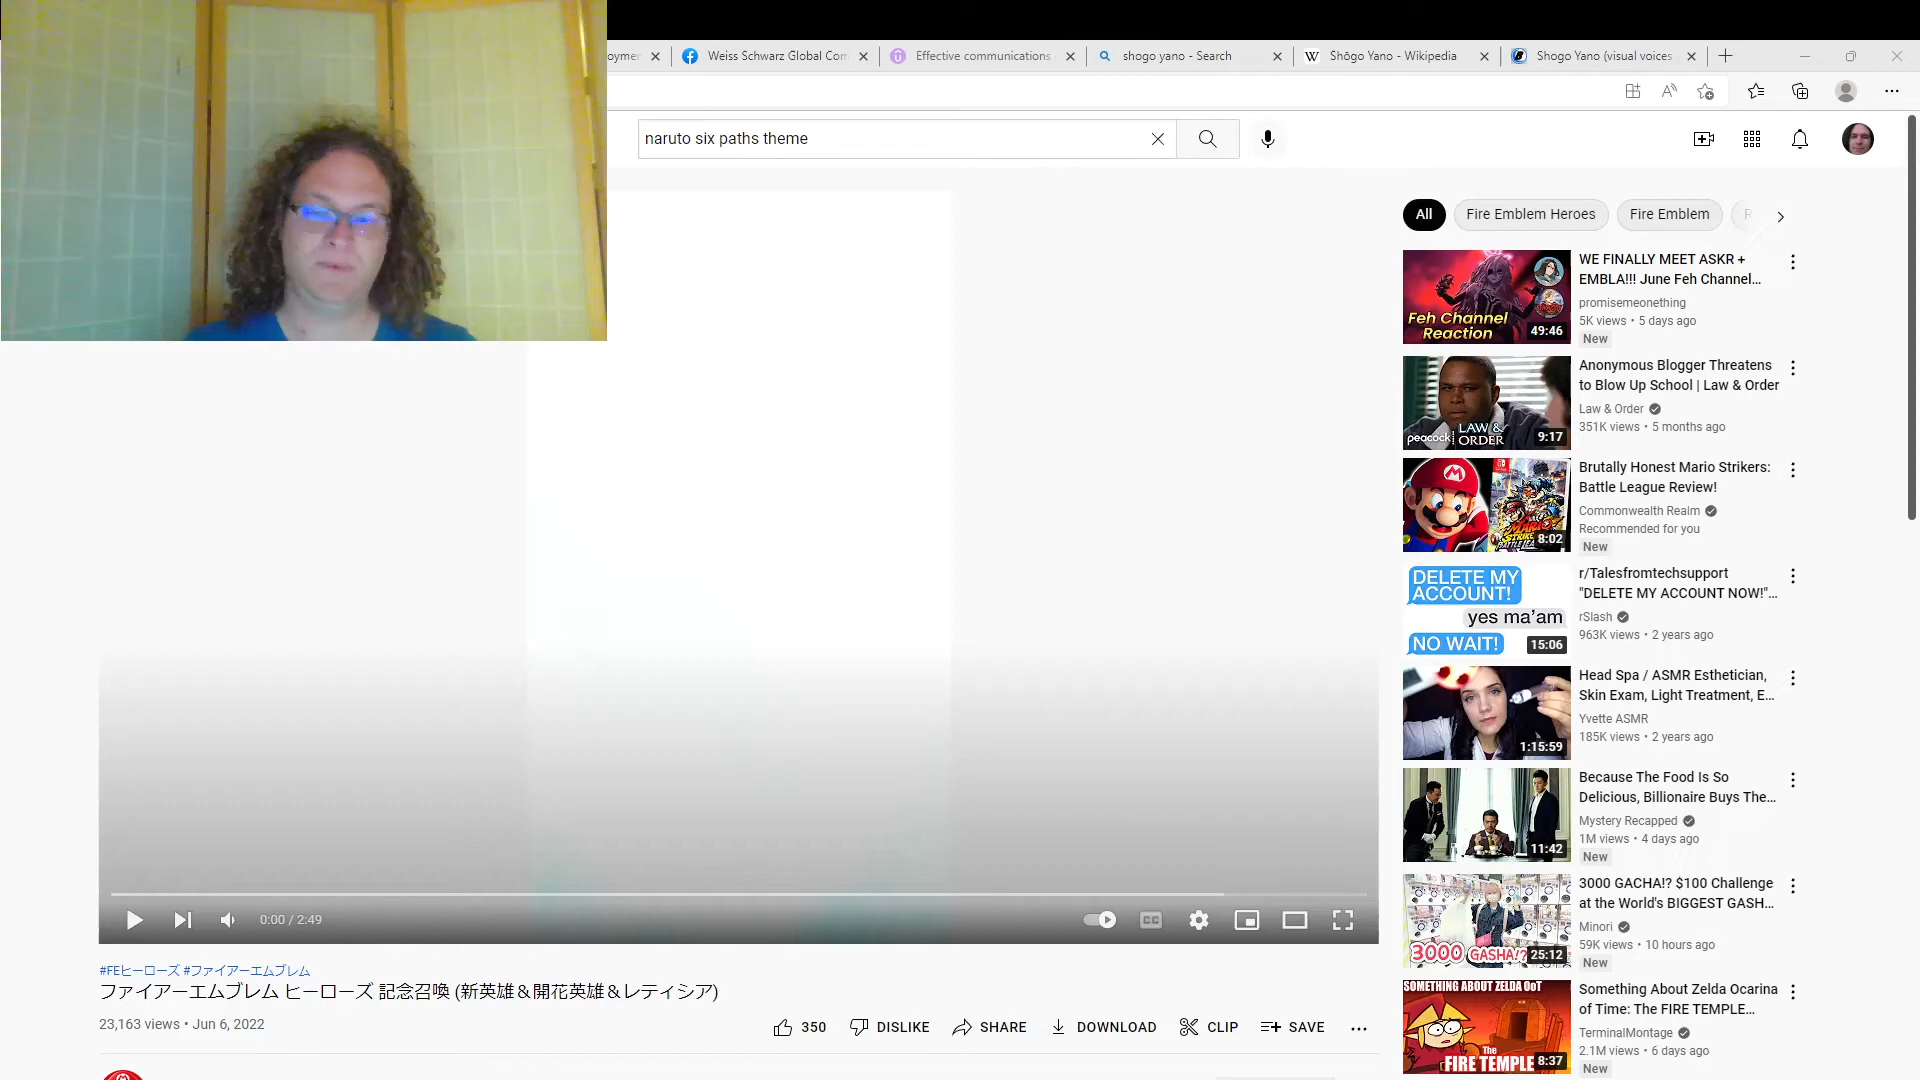 oymen
Weiss Schwarz Global Com
Effective communications
shogo yano - Search
Shōgo Yano - Wikipedia
Shogo Yano (visual voices
naruto six paths theme
All
Fire Emblem Heroes
Fire Emblem
R
Feh Channel
Reaction
49:46
WE FINALLY MEET ASKR +
EMBLA!!! June Feh Channel...
promisemeonething
5K views • 5 days ago
New
peacock
LAW &
ORDER
9:17
Anonymous Blogger Threatens
to Blow Up School | Law & Order
Law & Order
351K views • 5 months ago
8:02
Brutally Honest Mario Strikers:
Battle League Review!
Commonwealth Realm
Recommended for you
New
DELETE MY
ACCOUNT!
yes ma'am
NO WAIT!
15:06
r/Talesfromtechsupport
"DELETE MY ACCOUNT NOW!"...
rSlash
963K views • 2 years ago
1:15:59
Head Spa / ASMR Esthetician,
Skin Exam, Light Treatment, E...
Yvette ASMR
185K views • 2 years ago
11:42
Because The Food Is So
Delicious, Billionaire Buys The...
Mystery Recapped
1M views • 4 days ago
New
3000 GASHA!?
25:12
3000 GACHA!? $100 Challenge
at the World's BIGGEST GASH...
Minori
59K views • 10 hours ago
New
SOMETHING ABOUT ZELDA OoT
The
FIRE TEMPLE
8:37
Something About Zelda Ocarina
of Time: The FIRE TEMPLE...
TerminalMontage
2.1M views • 6 days ago
New
0:00 / 2:49
CC
#FEヒーローズ #ファイアーエムブレム
ファイアーエムブレム ヒーローズ 記念召喚 (新英雄＆開花英雄＆レティシア)
23,163 views • Jun 6, 2022
350
DISLIKE
SHARE
DOWNLOAD
CLIP
SAVE